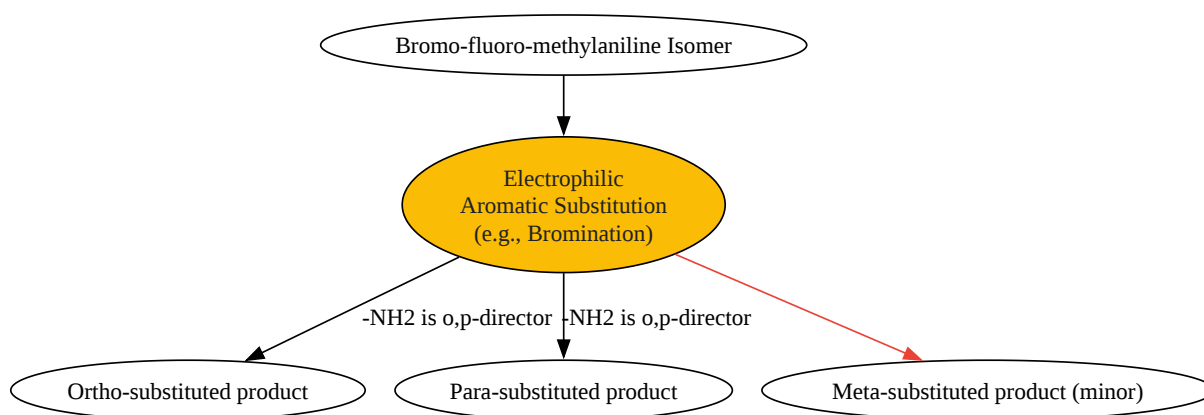 Bromo-fluoro-methylaniline Isomer
Electrophilic
Aromatic Substitution
(e.g., Bromination)
-NH2 is o,p-director
-NH2 is o,p-director
Ortho-substituted product
Para-substituted product
Meta-substituted product (minor)